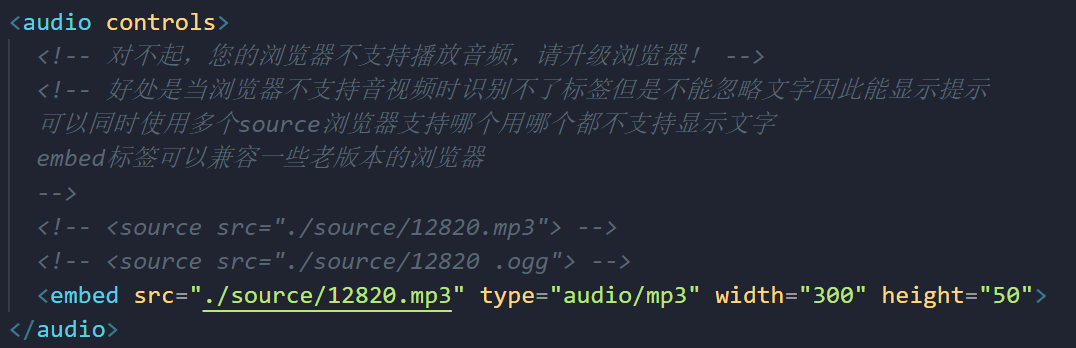 <audio controls>
<!-- 对不起，您的浏览器不支持播放音频，请升级浏览器！ -->
<!-- 好处是当浏览器不支持音视频时识别不了标签但是不能忽略文字因此能显示提示
可以同时使用多个source浏览器支持哪个用哪个都不支持显示文字
embed标签可以兼容一些老版本的浏览器
-->
<!-- <source src="./source/12820.mp3"> -->
<!-- <source src="./source/12820 .ogg"> -->
<embed src="./source/12820.mp3" type="audio/mp3" width="300" height="50">
</audio>